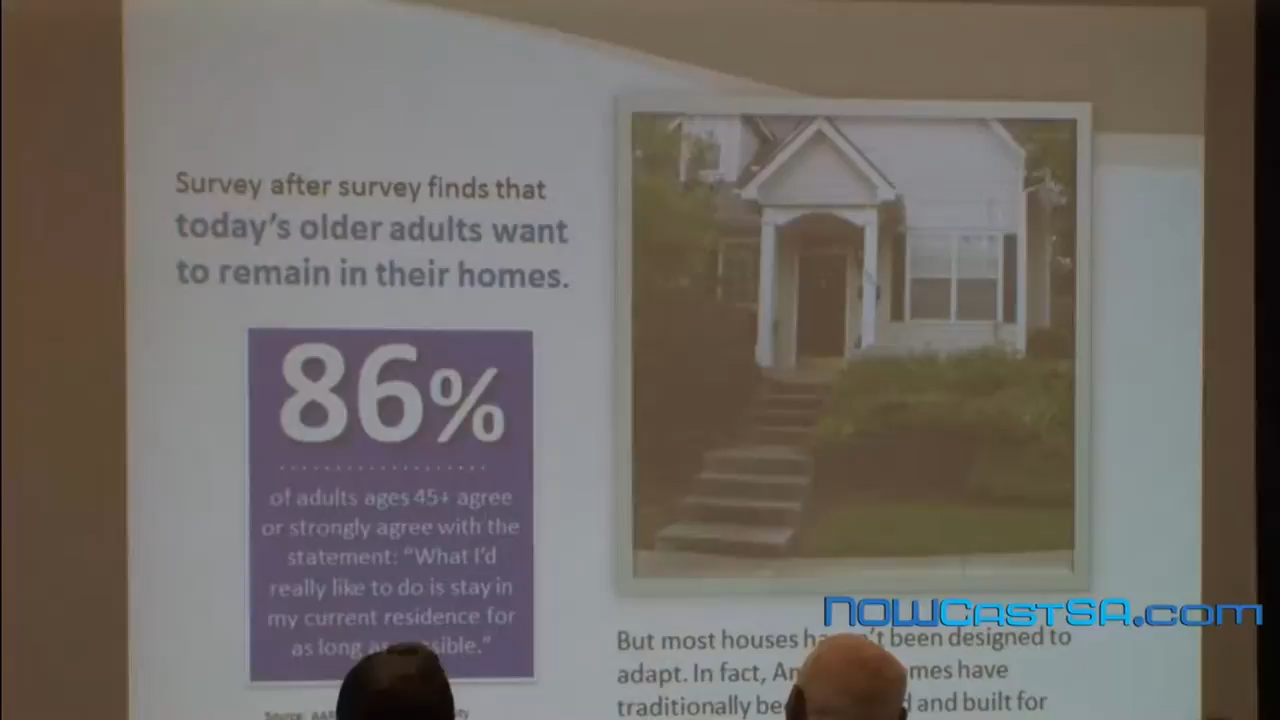 Survey after survey finds that
today's older adults want
to remain in their homes.
86%
of adults ages 45+ agree
or strongly agree with the
statement: "What I'd
really like to do is stay in
my current residence for
as long
Source:
NOWCastSA.com
But most houses been designed to
adapt. In fact, have
traditionally and built for